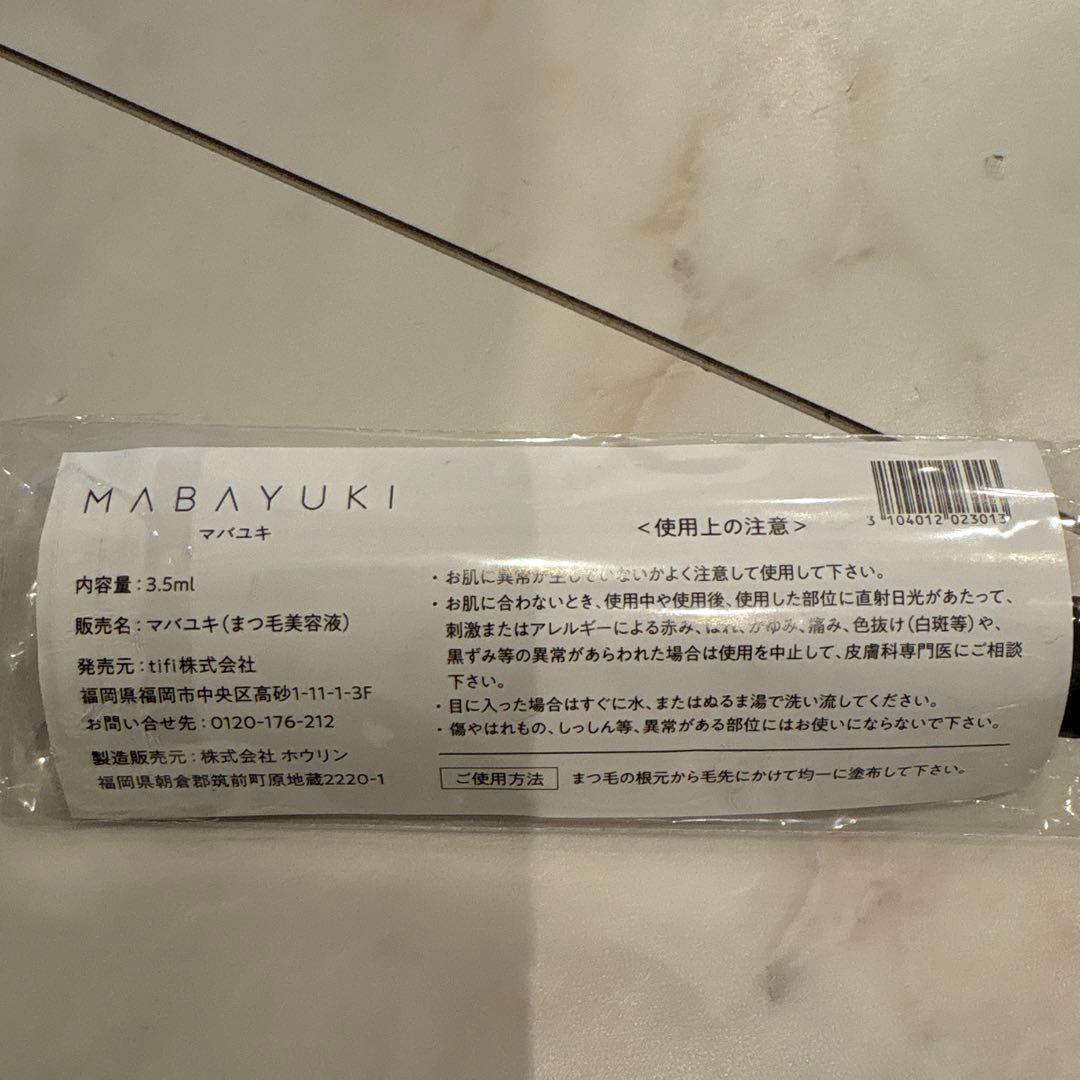 MABAYUKI
マバユキ
内容量：3.5ml
販売名：マバユキ(まつ毛美容液)
発売元：tifi株式会社
福岡県福岡市中央区高砂1-11-1-3F
お問い合せ先：0120-176-212
製造販売元：株式会社 ホウリン
福岡県朝倉郡筑前町原地蔵2220-1
3 104012 023013
＜使用上の注意＞
・お肌に異常が生じていないかよく注意して使用して下さい。
・お肌に合わないとき、使用中や使用後、使用した部位に直射日光があたって、
刺激またはアレルギーによる赤み、はれ、かゆみ、痛み、色抜け(白斑等)や、
黒ずみ等の異常があらわれた場合は使用を中止して、皮膚科専門医にご相談
下さい。
・目に入った場合はすぐに水、またはぬるま湯で洗い流してください。
・傷やはれもの、しっしん等、異常がある部位にはお使いにならないで下さい。
ご使用方法 まつ毛の根元から毛先にかけて均一に塗布して下さい。